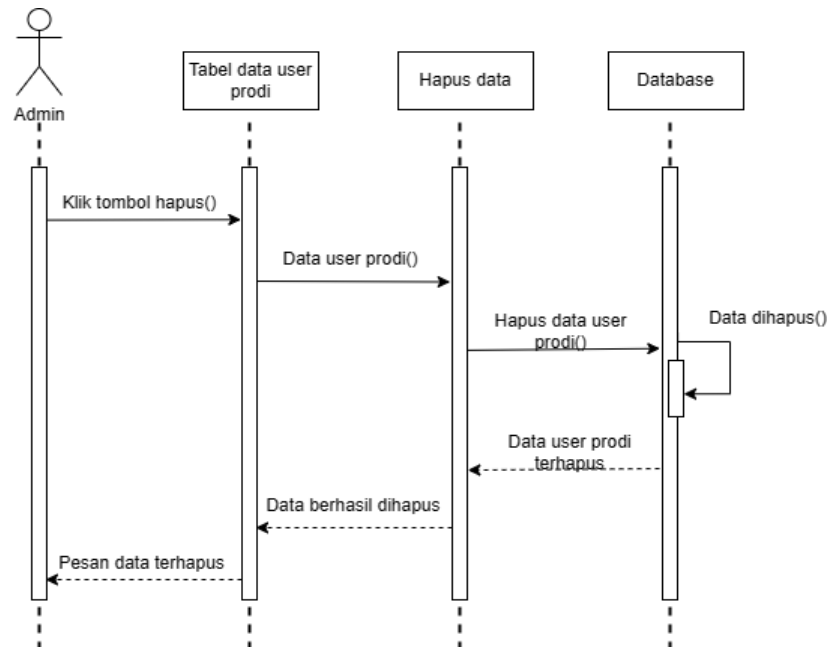 Admin
Tabel data user
prodi
Hapus data
Database
Klik tombol hapus()
Data user prodi()
Hapus data user
prodi()
Data dihapus()
Data user prodi
terhapus
Data berhasil dihapus
Pesan data terhapus